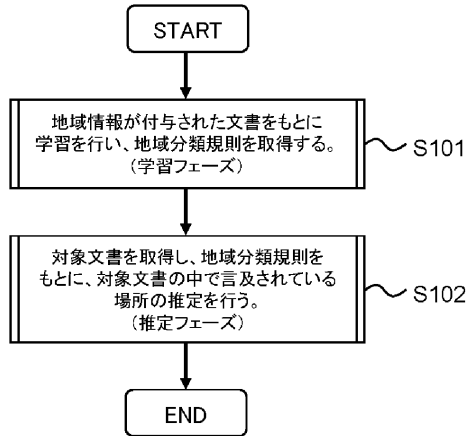 START
地域情報が付与された文書をもとに
学習を行い、地域分類規則を取得する。
(学習フェーズ)
S101
対象文書を取得し、地域分類規則を
もとに、対象文書の中で言及されている
場所の推定を行う。
(推定フェーズ)
S102
END